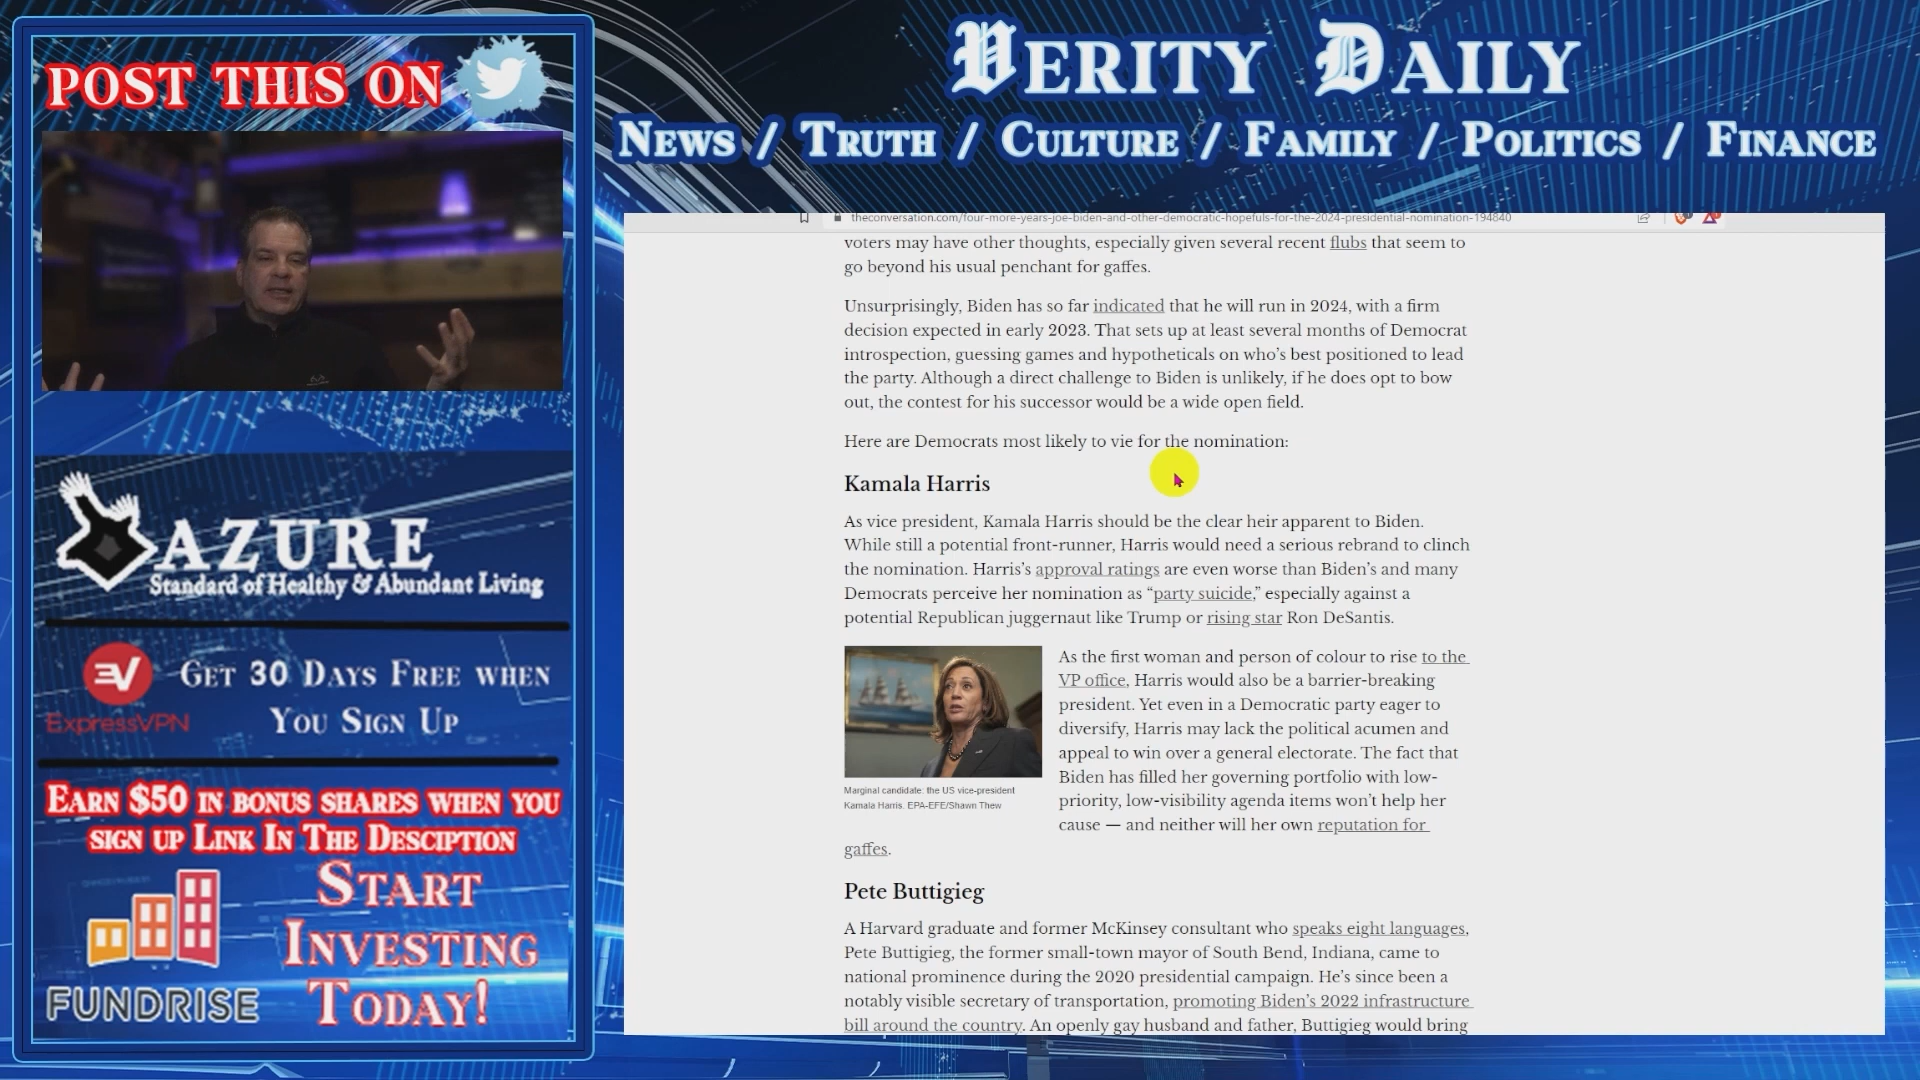 POST THIS ON
VERITY DAILY
NEWS / TRUTH / CULTURE / FAMILY / POLITICS / FINANCE
AZURE
Standard of Healthy & Abundant Living
EV
ExpressVPN
GET 30 DAYS FREE WHEN
YOU SIGN UP
EARN $50 IN BONUS SHARES WHEN YOU
SIGN UP LINK IN THE DESCIPTION
FUNDRISE
START
INVESTING
TODAY!
theconversation.com/four-more-years-joe-biden-and-other-democratic-hopefuls-for-the-2024-presidential-nomination-194840
voters may have other thoughts, especially given several recent flubs that seem to
go beyond his usual penchant for gaffes.
Unsurprisingly, Biden has so far indicated that he will run in 2024, with a firm
decision expected in early 2023. That sets up at least several months of Democrat
introspection, guessing games and hypotheticals on who's best positioned to lead
the party. Although a direct challenge to Biden is unlikely, if he does opt to bow
out, the contest for his successor would be a wide open field.
Here are Democrats most likely to vie for the nomination:
Kamala Harris
As vice president, Kamala Harris should be the clear heir apparent to Biden.
While still a potential front-runner, Harris would need a serious rebrand to clinch
the nomination. Harris's approval ratings are even worse than Biden's and many
Democrats perceive her nomination as “party suicide,” especially against a
potential Republican juggernaut like Trump or rising star Ron DeSantis.
As the first woman and person of colour to rise to the
VP office, Harris would also be a barrier-breaking
president. Yet even in a Democratic party eager to
diversify, Harris may lack the political acumen and
appeal to win over a general electorate. The fact that
Biden has filled her governing portfolio with low-
priority, low-visibility agenda items won't help her
cause — and neither will her own reputation for
gaffes.
Marginal candidate: the US vice-president
Kamala Harris. EPA-EFE/Shawn Thew
Pete Buttigieg
A Harvard graduate and former McKinsey consultant who speaks eight languages,
Pete Buttigieg, the former small-town mayor of South Bend, Indiana, came to
national prominence during the 2020 presidential campaign. He's since been a
notably visible secretary of transportation, promoting Biden's 2022 infrastructure
bill around the country. An openly gay husband and father, Buttigieg would bring